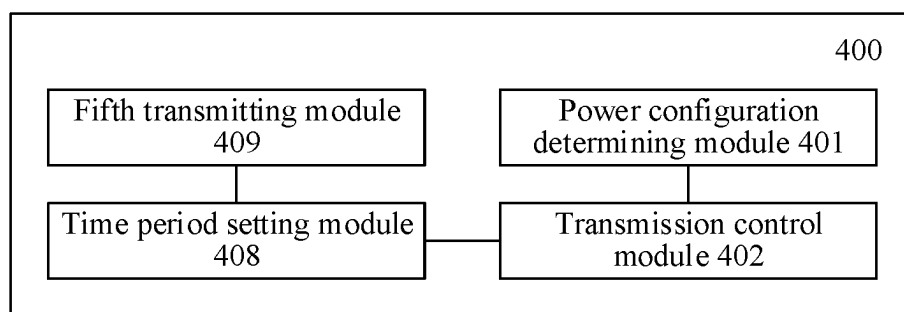 400
Fifth transmitting module
409
Power configuration
determining module 401
Time period setting module
408
Transmission control
module 402